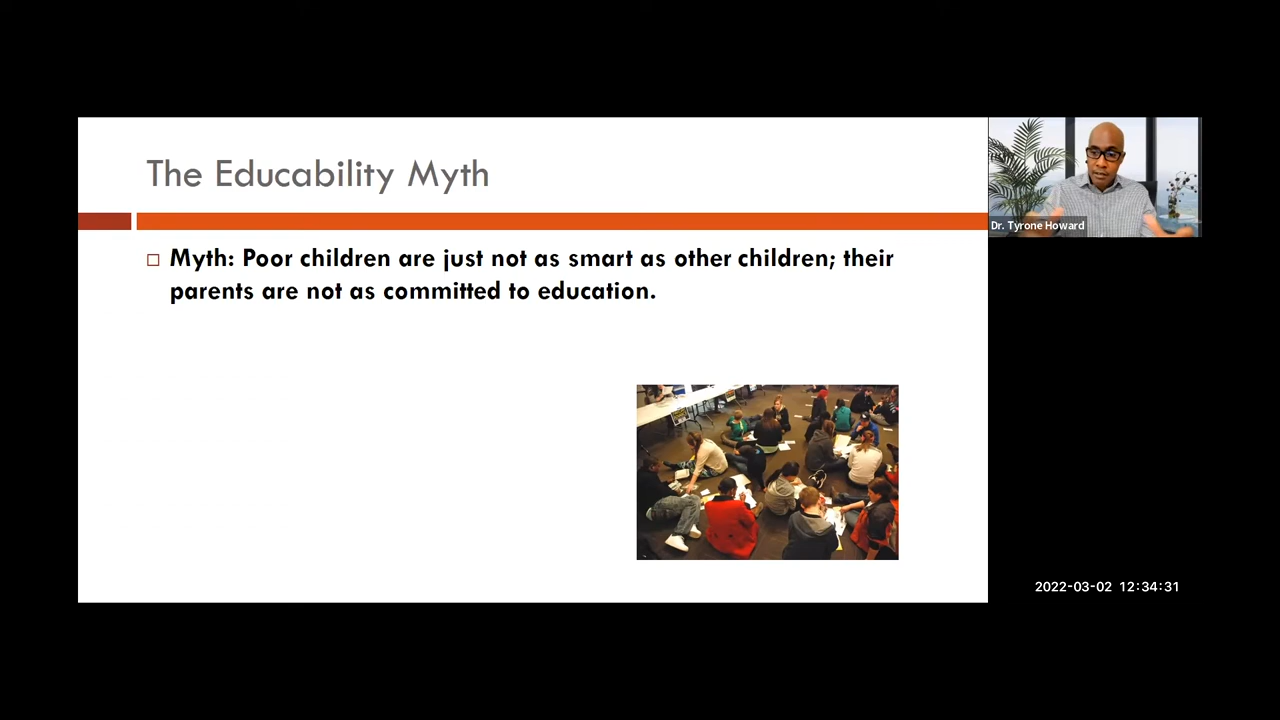 The Educability Myth
Myth: Poor children are just not as smart as other children; their
parents are not as committed to education.
Dr. Tyrone Howard
2022-03-02 12:34:31